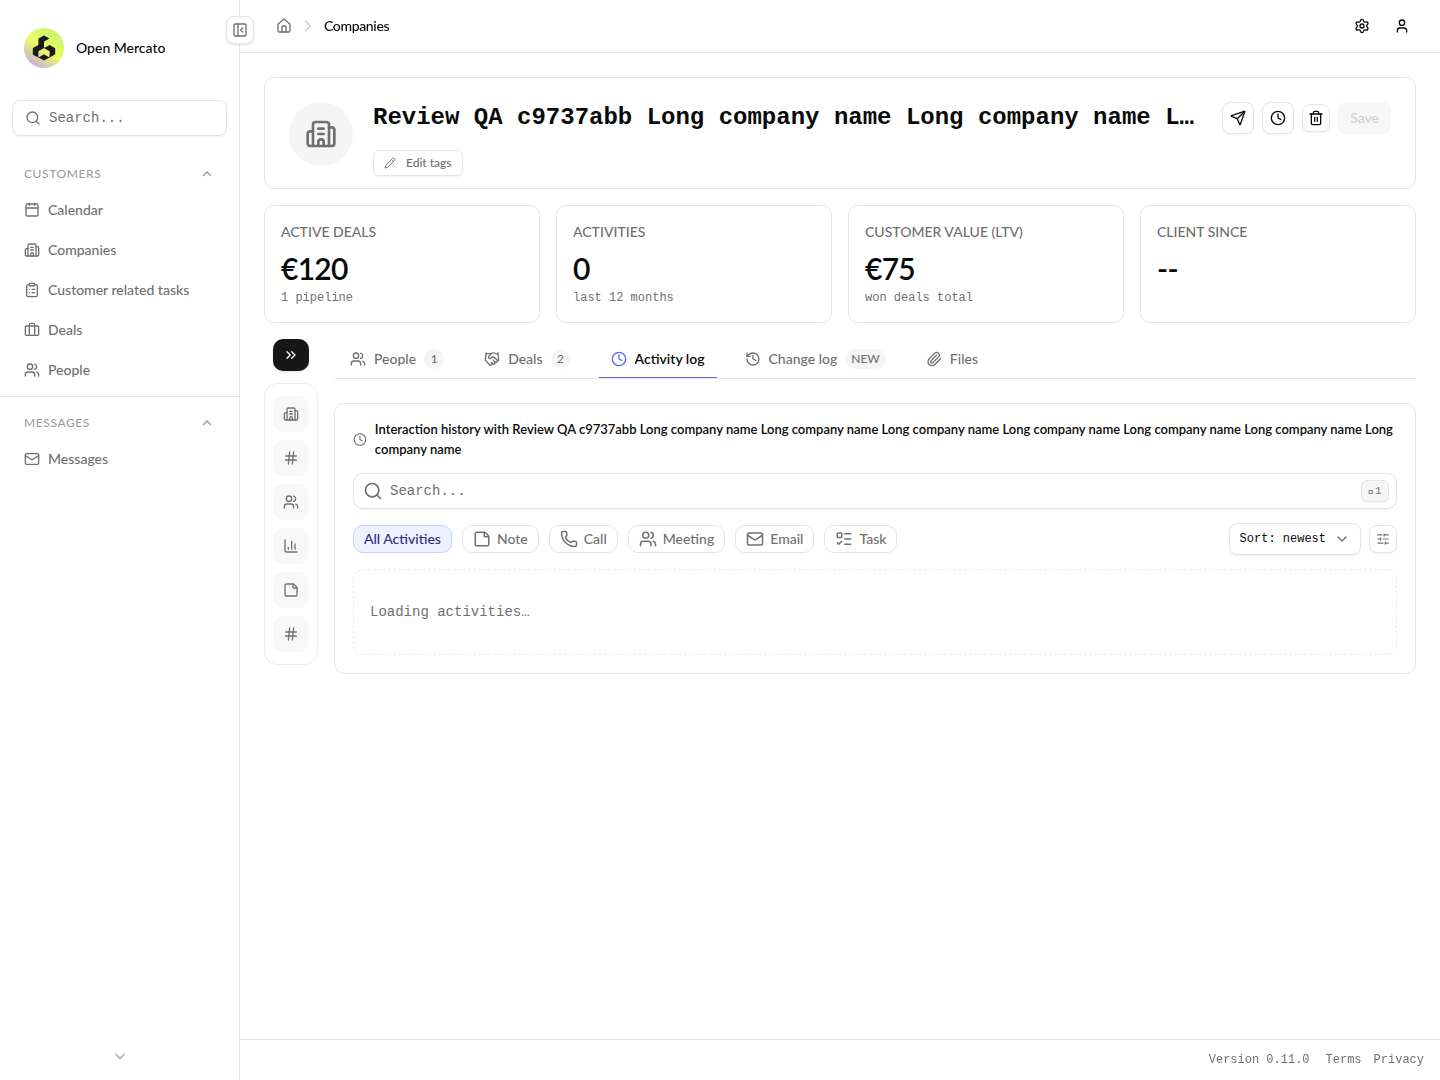 Open Mercato
Companies
Search...
CUSTOMERS
Calendar
Companies
Customer related tasks
Deals
People
MESSAGES
Messages
Review QA c9737abb Long company name Long company name L…
Save
Edit tags
ACTIVE DEALS
€120
1 pipeline
ACTIVITIES
0
last 12 months
CUSTOMER VALUE (LTV)
€75
won deals total
CLIENT SINCE
--
People 1
Deals 2
Activity log
Change log NEW
Files
Interaction history with Review QA c9737abb Long company name Long company name Long company name Long company name Long company name Long company name Long
company name
Search...
1
All Activities
Note
Call
Meeting
Email
Task
Sort: newest
Loading activities…
Version 0.11.0 Terms Privacy